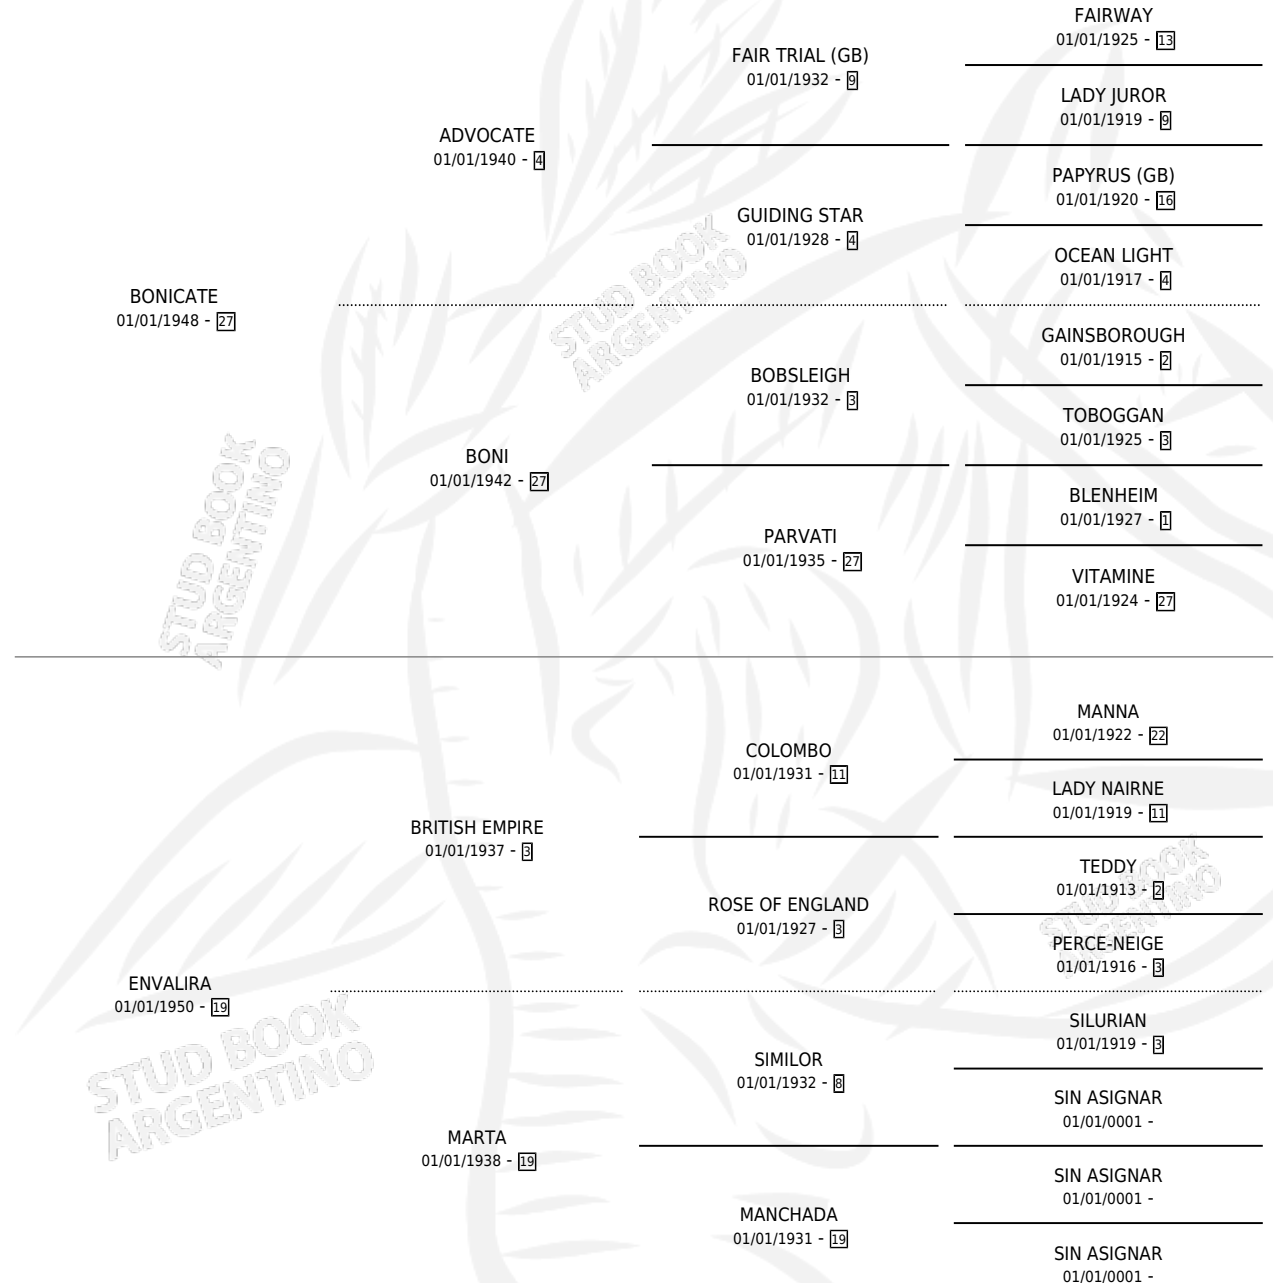 FAIRWAY
01/01/1925 - 13
FAIR TRIAL (GB)
01/01/1932 - 9
LADY JUROR
01/01/1919 - 9
ADVOCATE
01/01/1940 - 4
PAPYRUS (GB)
01/01/1920 - 16
GUIDING STAR
01/01/1928 - 4
OCEAN LIGHT
01/01/1917 - 4
BONICATE
01/01/1948 - 27
STUD BOOK
ARGENTINO
GAINSBOROUGH
01/01/1915 - 2
BOBSLEIGH
01/01/1932 - 3
TOBOGGAN
01/01/1925 - 3
BONI
01/01/1942 - 27
BLENHEIM
01/01/1927 - 1
PARVATI
01/01/1935 - 27
VITAMINE
01/01/1924 - 27
STUD BOOK
ARGENTINO
MANNA
01/01/1922 - 22
COLOMBO
01/01/1931 - 11
LADY NAIRNE
01/01/1919 - 11
BRITISH EMPIRE
01/01/1937 - 3
TEDDY
01/01/1913 - 2
ROSE OF ENGLAND
01/01/1927 - 3
STUD BOOK
ARGENTINO
PERCE-NEIGE
01/01/1916 - 3
ENVALIRA
01/01/1950 - 19
STUD BOOK
ARGENTINO
SILURIAN
01/01/1919 - 3
SIMILOR
01/01/1932 - 8
SIN ASIGNAR
01/01/0001 -
MARTA
01/01/1938 - 19
SIN ASIGNAR
01/01/0001 -
MANCHADA
01/01/1931 - 19
SIN ASIGNAR
01/01/0001 -